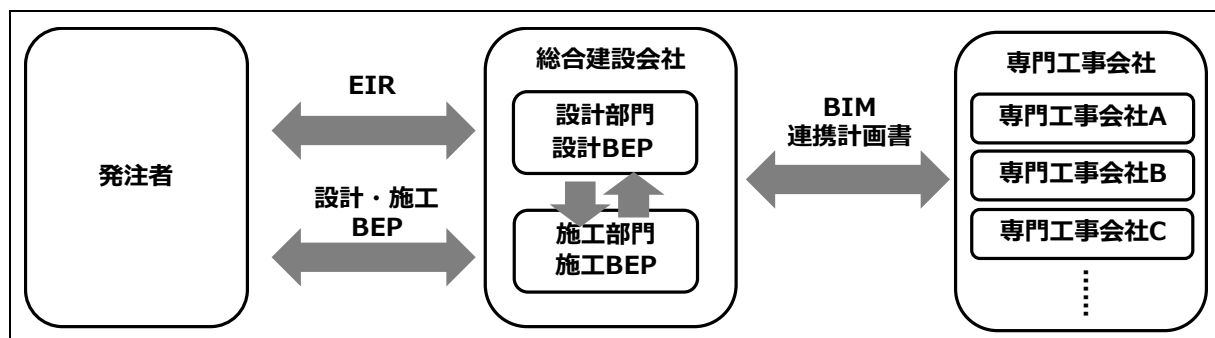 発注者
EIR
設計・施工
BEP
総合建設会社
設計部門
設計BEP
施工部門
施工BEP
BIM
連携計画書
専門工事会社
専門工事会社A
専門工事会社B
専門工事会社C